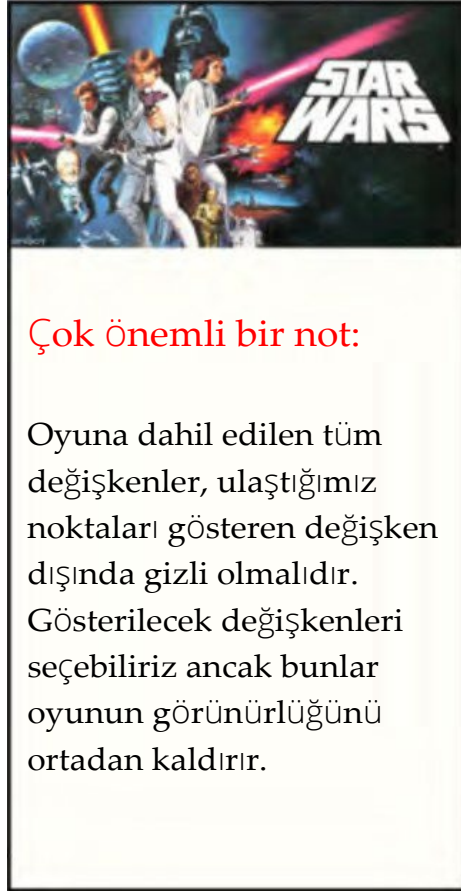 STAR
WARS
Çok önemli bir not:
Oyuna dahil edilen tüm
değişkenler, ulaştığımız
noktaları gösteren değişken
dışında gizli olmalıdır.
Gösterilecek değişkenleri
seçebiliriz ancak bunlar
oyunun görünürlüğünü
ortadan kaldırır.